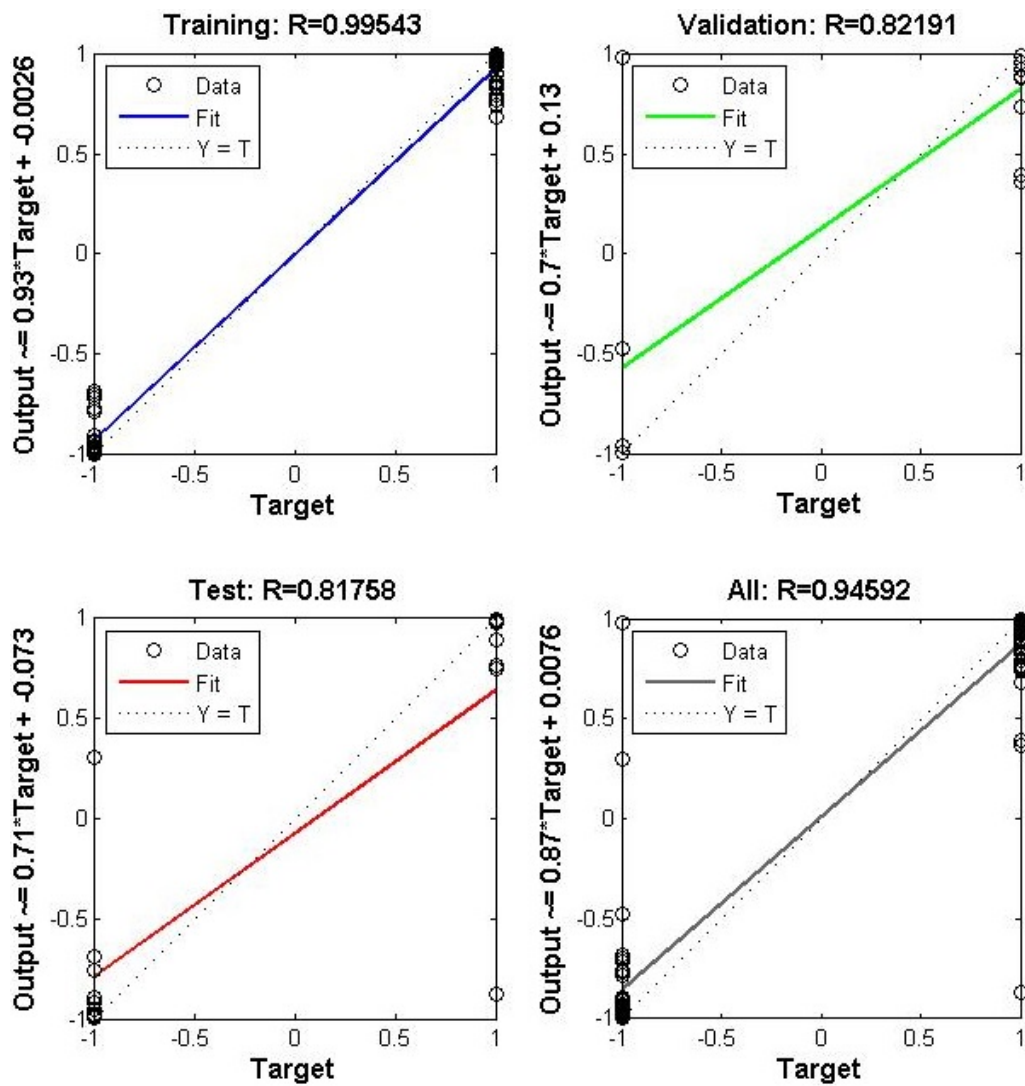 Training: R=0.99543
Output ~= 0.93*Target + -0.0026
1
0.5
0
-0.5
-1
Data
Fit
Y = T
-1
-0.5
0
0.5
1
Target
Validation: R=0.82191
Output ~= 0.7*Target + 0.13
1
0.5
0
-0.5
-1
Data
Fit
Y = T
-1
-0.5
0
0.5
1
Target
Test: R=0.81758
Output ~= 0.71*Target + -0.073
1
0.5
0
-0.5
-1
Data
Fit
Y = T
-1
-0.5
0
0.5
1
Target
All: R=0.94592
Output ~= 0.87*Target + 0.0076
1
0.5
0
-0.5
-1
Data
Fit
Y = T
-1
-0.5
0
0.5
1
Target